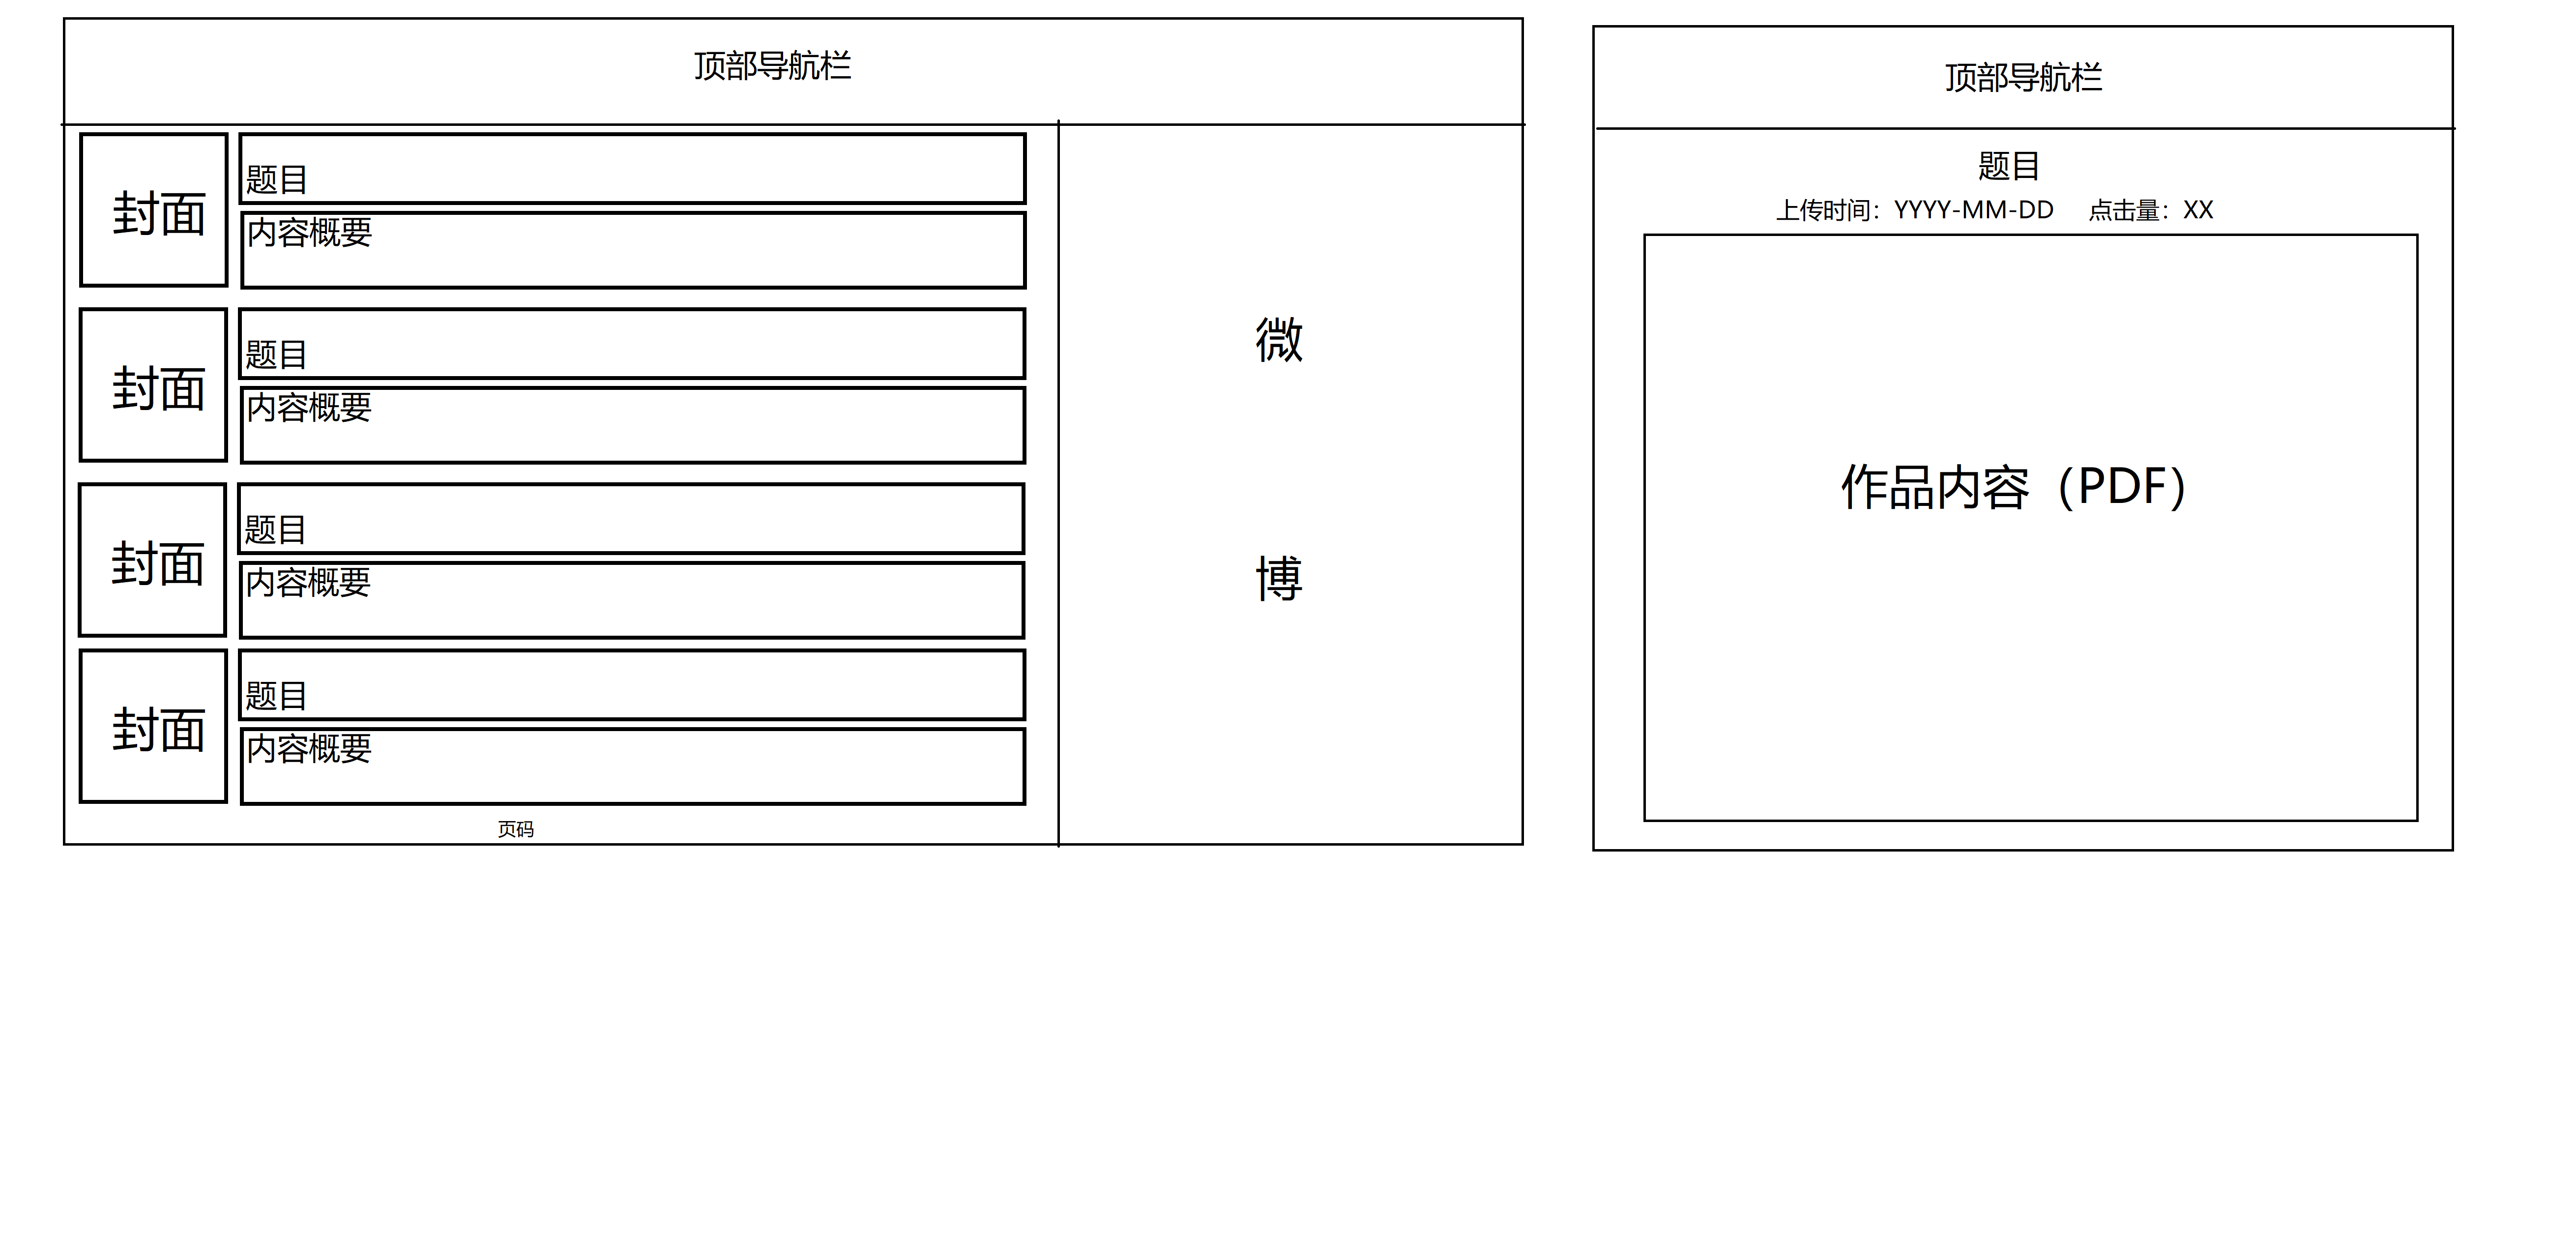 顶部导航栏
封面
题目
内容概要
封面
题目
内容概要
封面
题目
内容概要
封面
题目
内容概要
页码
微
博
顶部导航栏
题目
上传时间：YYYY-MM-DD 点击量：XX
作品内容（PDF）